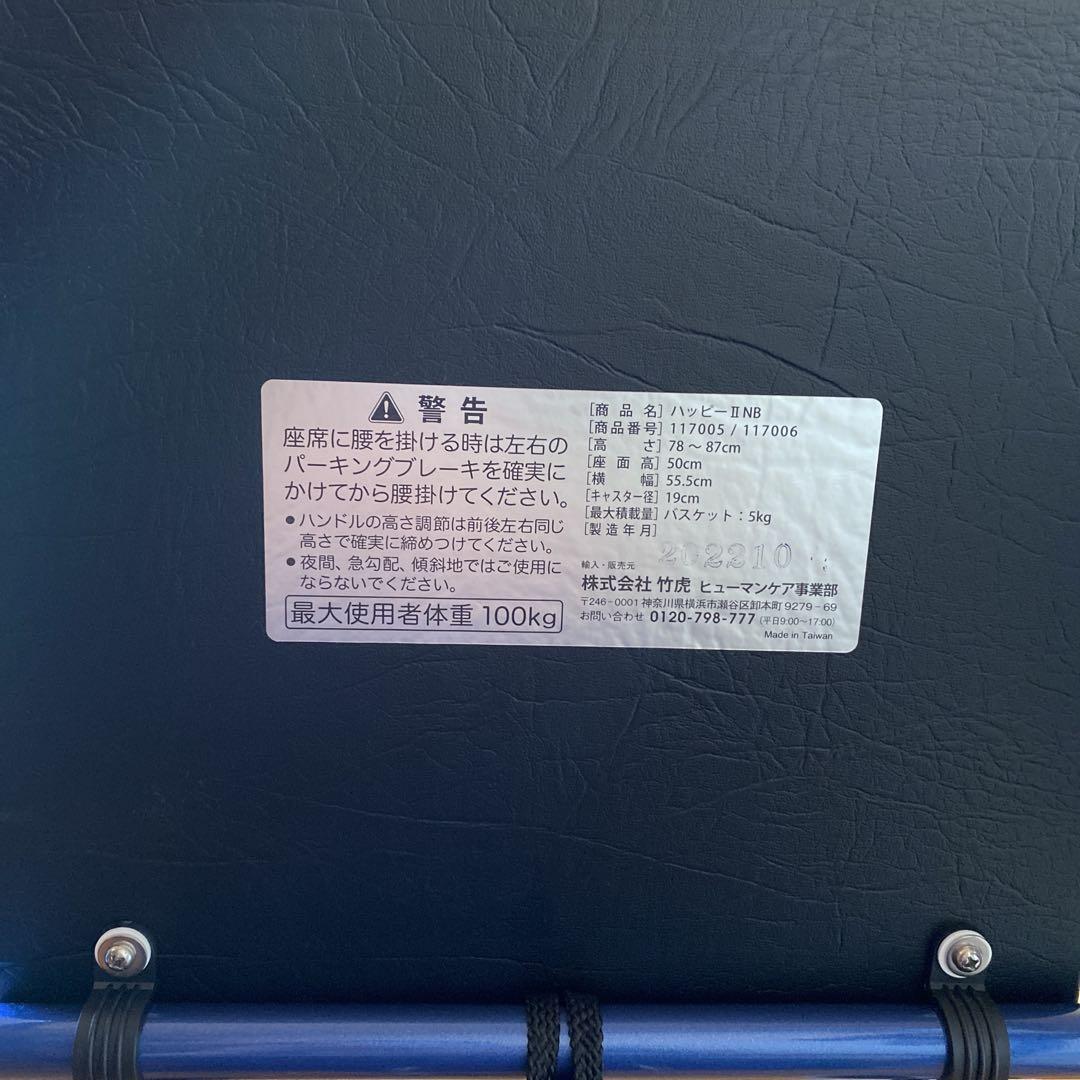 警告
座席に腰を掛ける時は左右の
パーキングブレーキを確実に
かけてから腰掛けてください。
●ハンドルの高さ調節は前後左右同じ
高さで確実に締めつけてください。
●夜間、急勾配、傾斜地ではご使用に
ならないでください。
最大使用者体重 100kg
[商品名] ハッピーⅡNB
[商品番号] 117005 / 117006
[高さ] 78〜87cm
[座面高] 50cm
[横幅] 55.5cm
[キャスター径] 19cm
[最大積載量] バスケット:5kg
[製造年月]
202210
輸入・販売元
株式会社 竹虎 ヒューマンケア事業部
〒246-0001 神奈川県横浜市瀬谷区卸本町 9279-69
お問い合わせ 0120-798-777 (平日9:00〜17:00)
Made in Taiwan